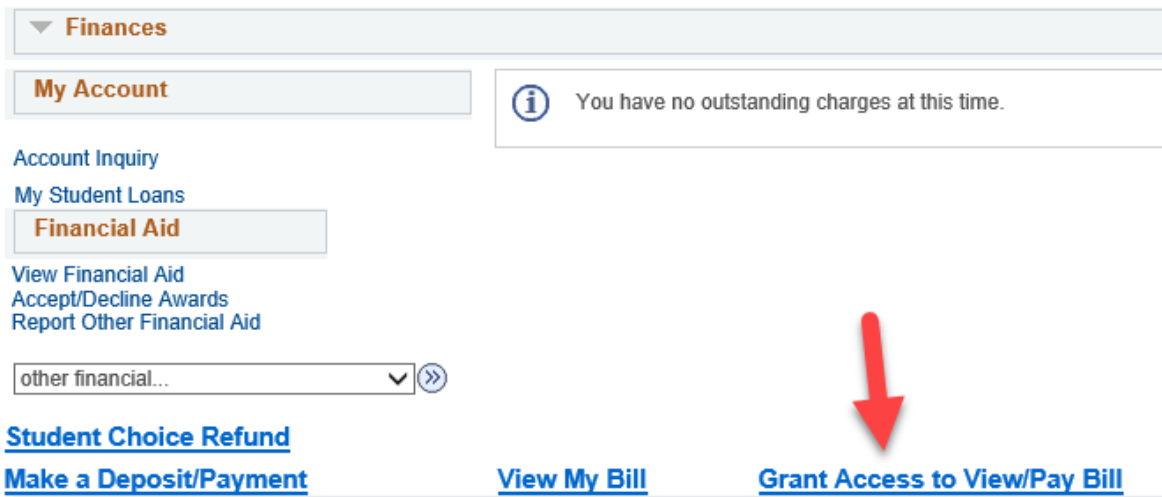 Finances
My Account
You have no outstanding charges at this time.
Account Inquiry
My Student Loans
Financial Aid
View Financial Aid
Accept/Decline Awards
Report Other Financial Aid
other financial...
Student Choice Refund
Make a Deposit/Payment
View My Bill
Grant Access to View/Pay Bill